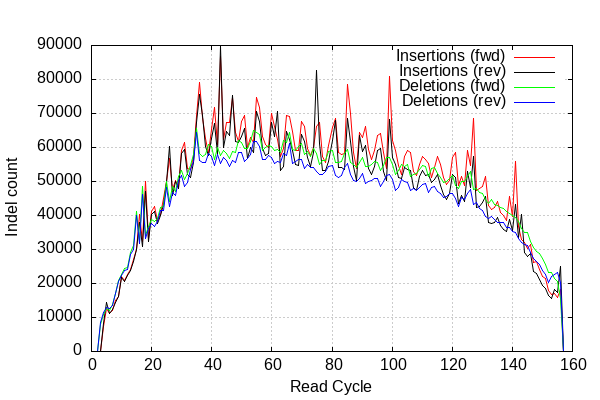 90000
80000
70000
60000
50000
40000
30000
20000
10000
0
Indel count
Insertions (fwd)
Insertions (rev)
Deletions (fwd)
Deletions (rev)
0 20 40 60 80 100 120 140 160
Read Cycle